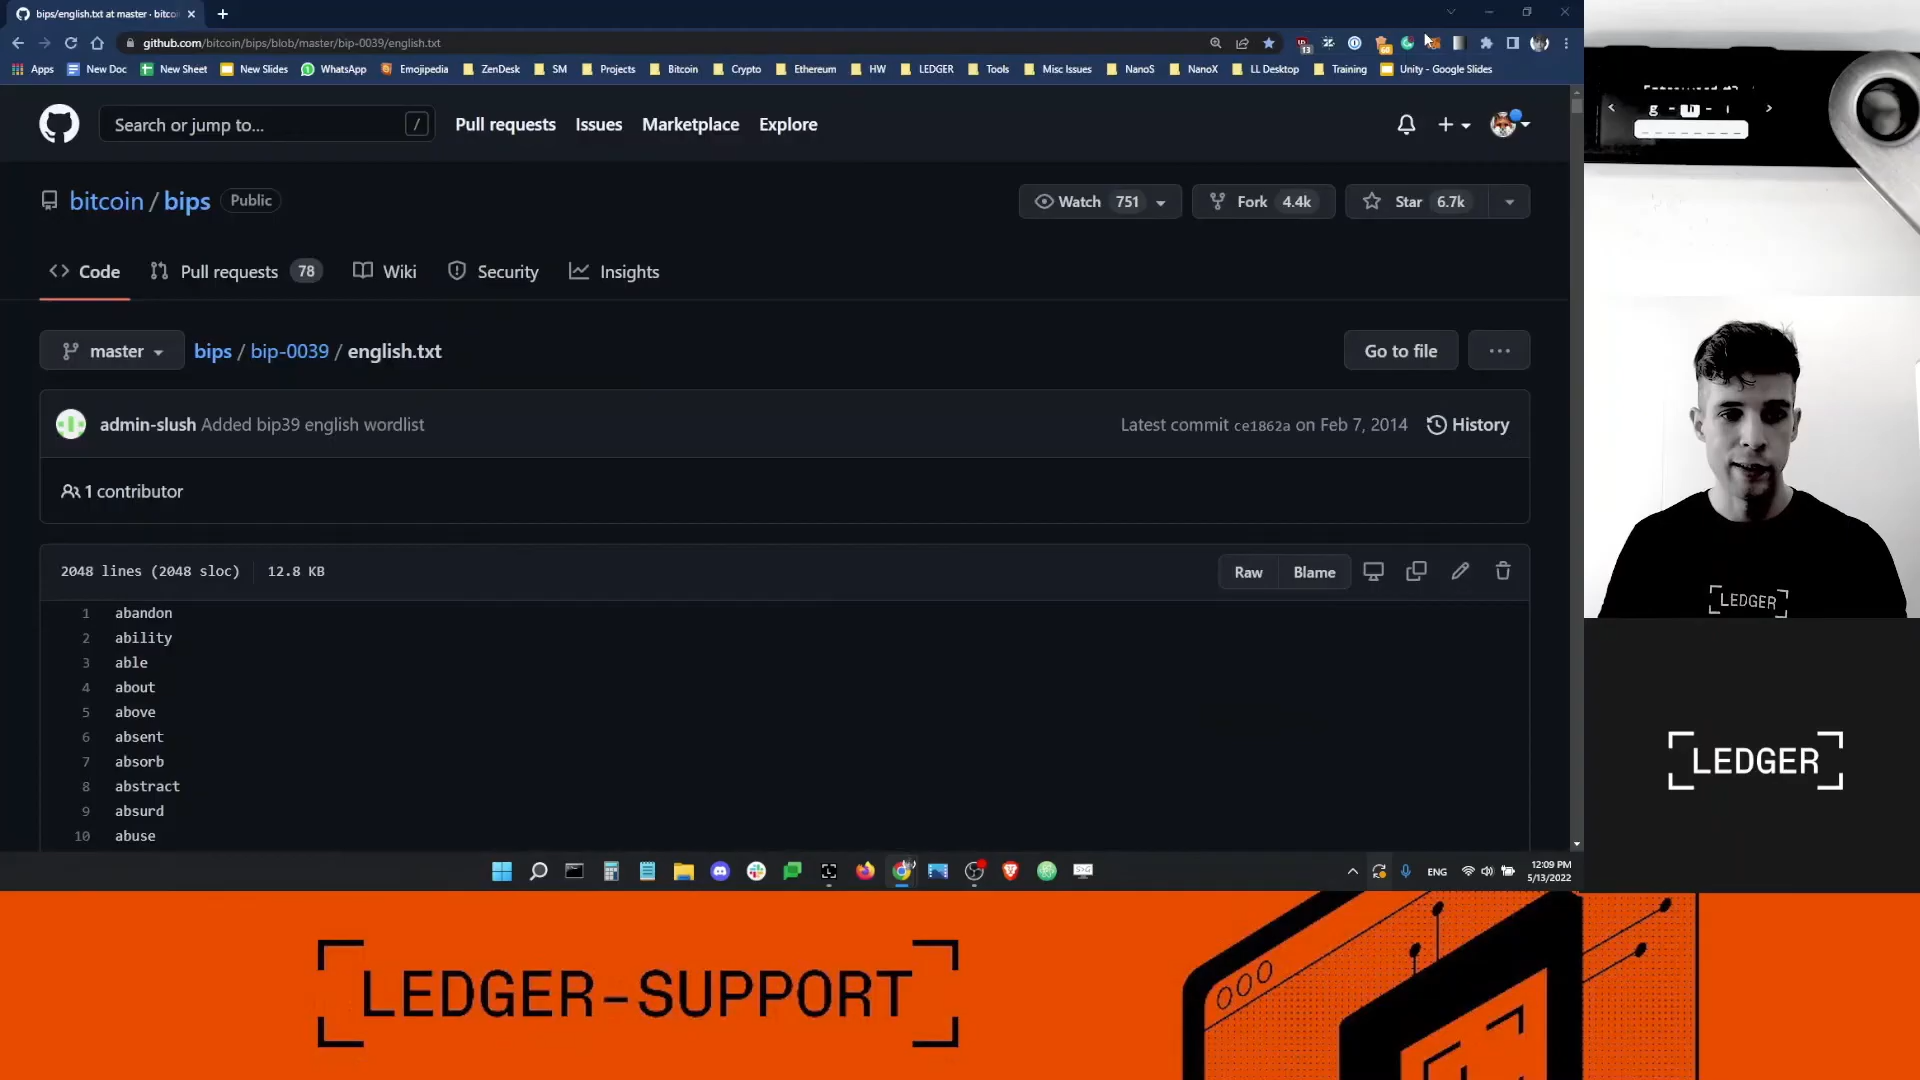 bips/english.txt at master · bitco
github.com/bitcoin/bips/blob/master/bip-0039/english.txt
13
60
Apps New Doc New Sheet New Slides WhatsApp Emojipedia ZenDesk SM Projects Bitcoin Crypto Ethereum HW LEDGER Tools Misc Issues NanoS NanoX LL Desktop Training Unity - Google Slides
Search or jump to... /
Pull requests Issues Marketplace Explore
bitcoin / bips Public
Watch 751 Fork 4.4k Star 6.7k
Code Pull requests 78 Wiki Security Insights
master bips / bip-0039 / english.txt
Go to file ...
admin-slush Added bip39 english wordlist
Latest commit ce1862a on Feb 7, 2014 History
1 contributor
2048 lines (2048 sloc) 12.8 KB
Raw Blame
1 abandon
2 ability
3 able
4 about
5 above
6 absent
7 absorb
8 abstract
9 absurd
10 abuse
ENG
12:09 PM
5/13/2022
< g - h - i >
LEDGER
LEDGER
LEDGER-SUPPORT